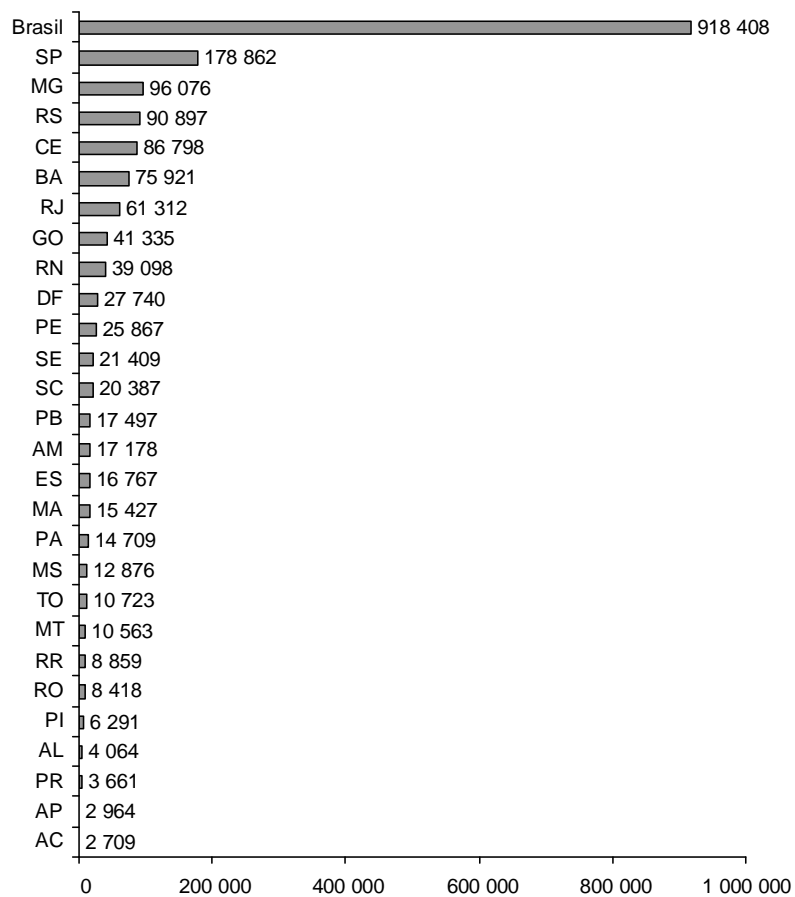 Brasil 918 408
SP 178 862
MG 96 076
RS 90 897
CE 86 798
BA 75 921
RJ 61 312
GO 41 335
RN 39 098
DF 27 740
PE 25 867
SE 21 409
SC 20 387
PB 17 497
AM 17 178
ES 16 767
MA 15 427
PA 14 709
MS 12 876
TO 10 723
MT 10 563
RR 8 859
RO 8 418
PI 6 291
AL 4 064
PR 3 661
AP 2 964
AC 2 709
0 200 000 400 000 600 000 800 000 1 000 000